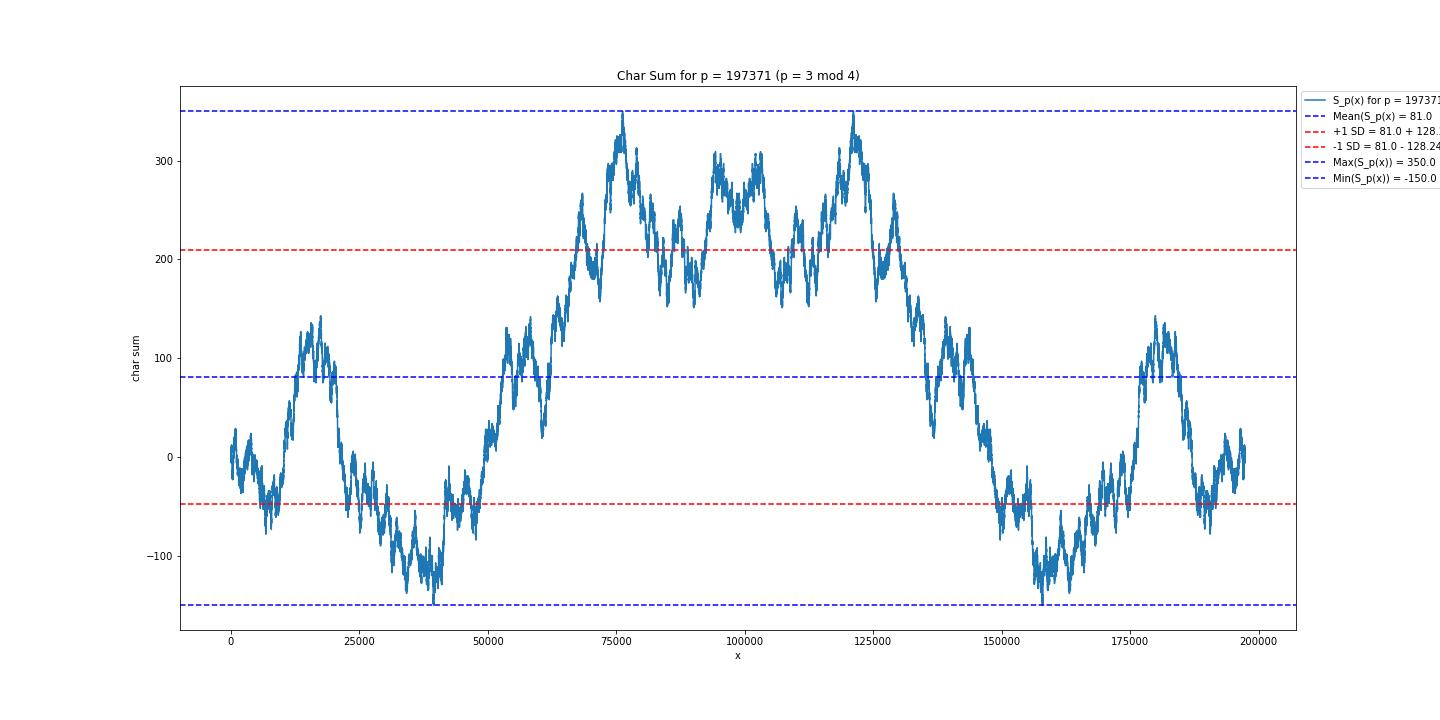 Char Sum for p = 197371 (p = 3 mod 4)
S_p(x) for p = 197371
Mean(S_p(x) = 81.0
+1 SD = 81.0 + 128.
-1 SD = 81.0 - 128.24
Max(S_p(x)) = 350.0
Min(S_p(x)) = -150.0
300
200
100
0
−100
char sum
0 25000 50000 75000 100000 125000 150000 175000 200000
x